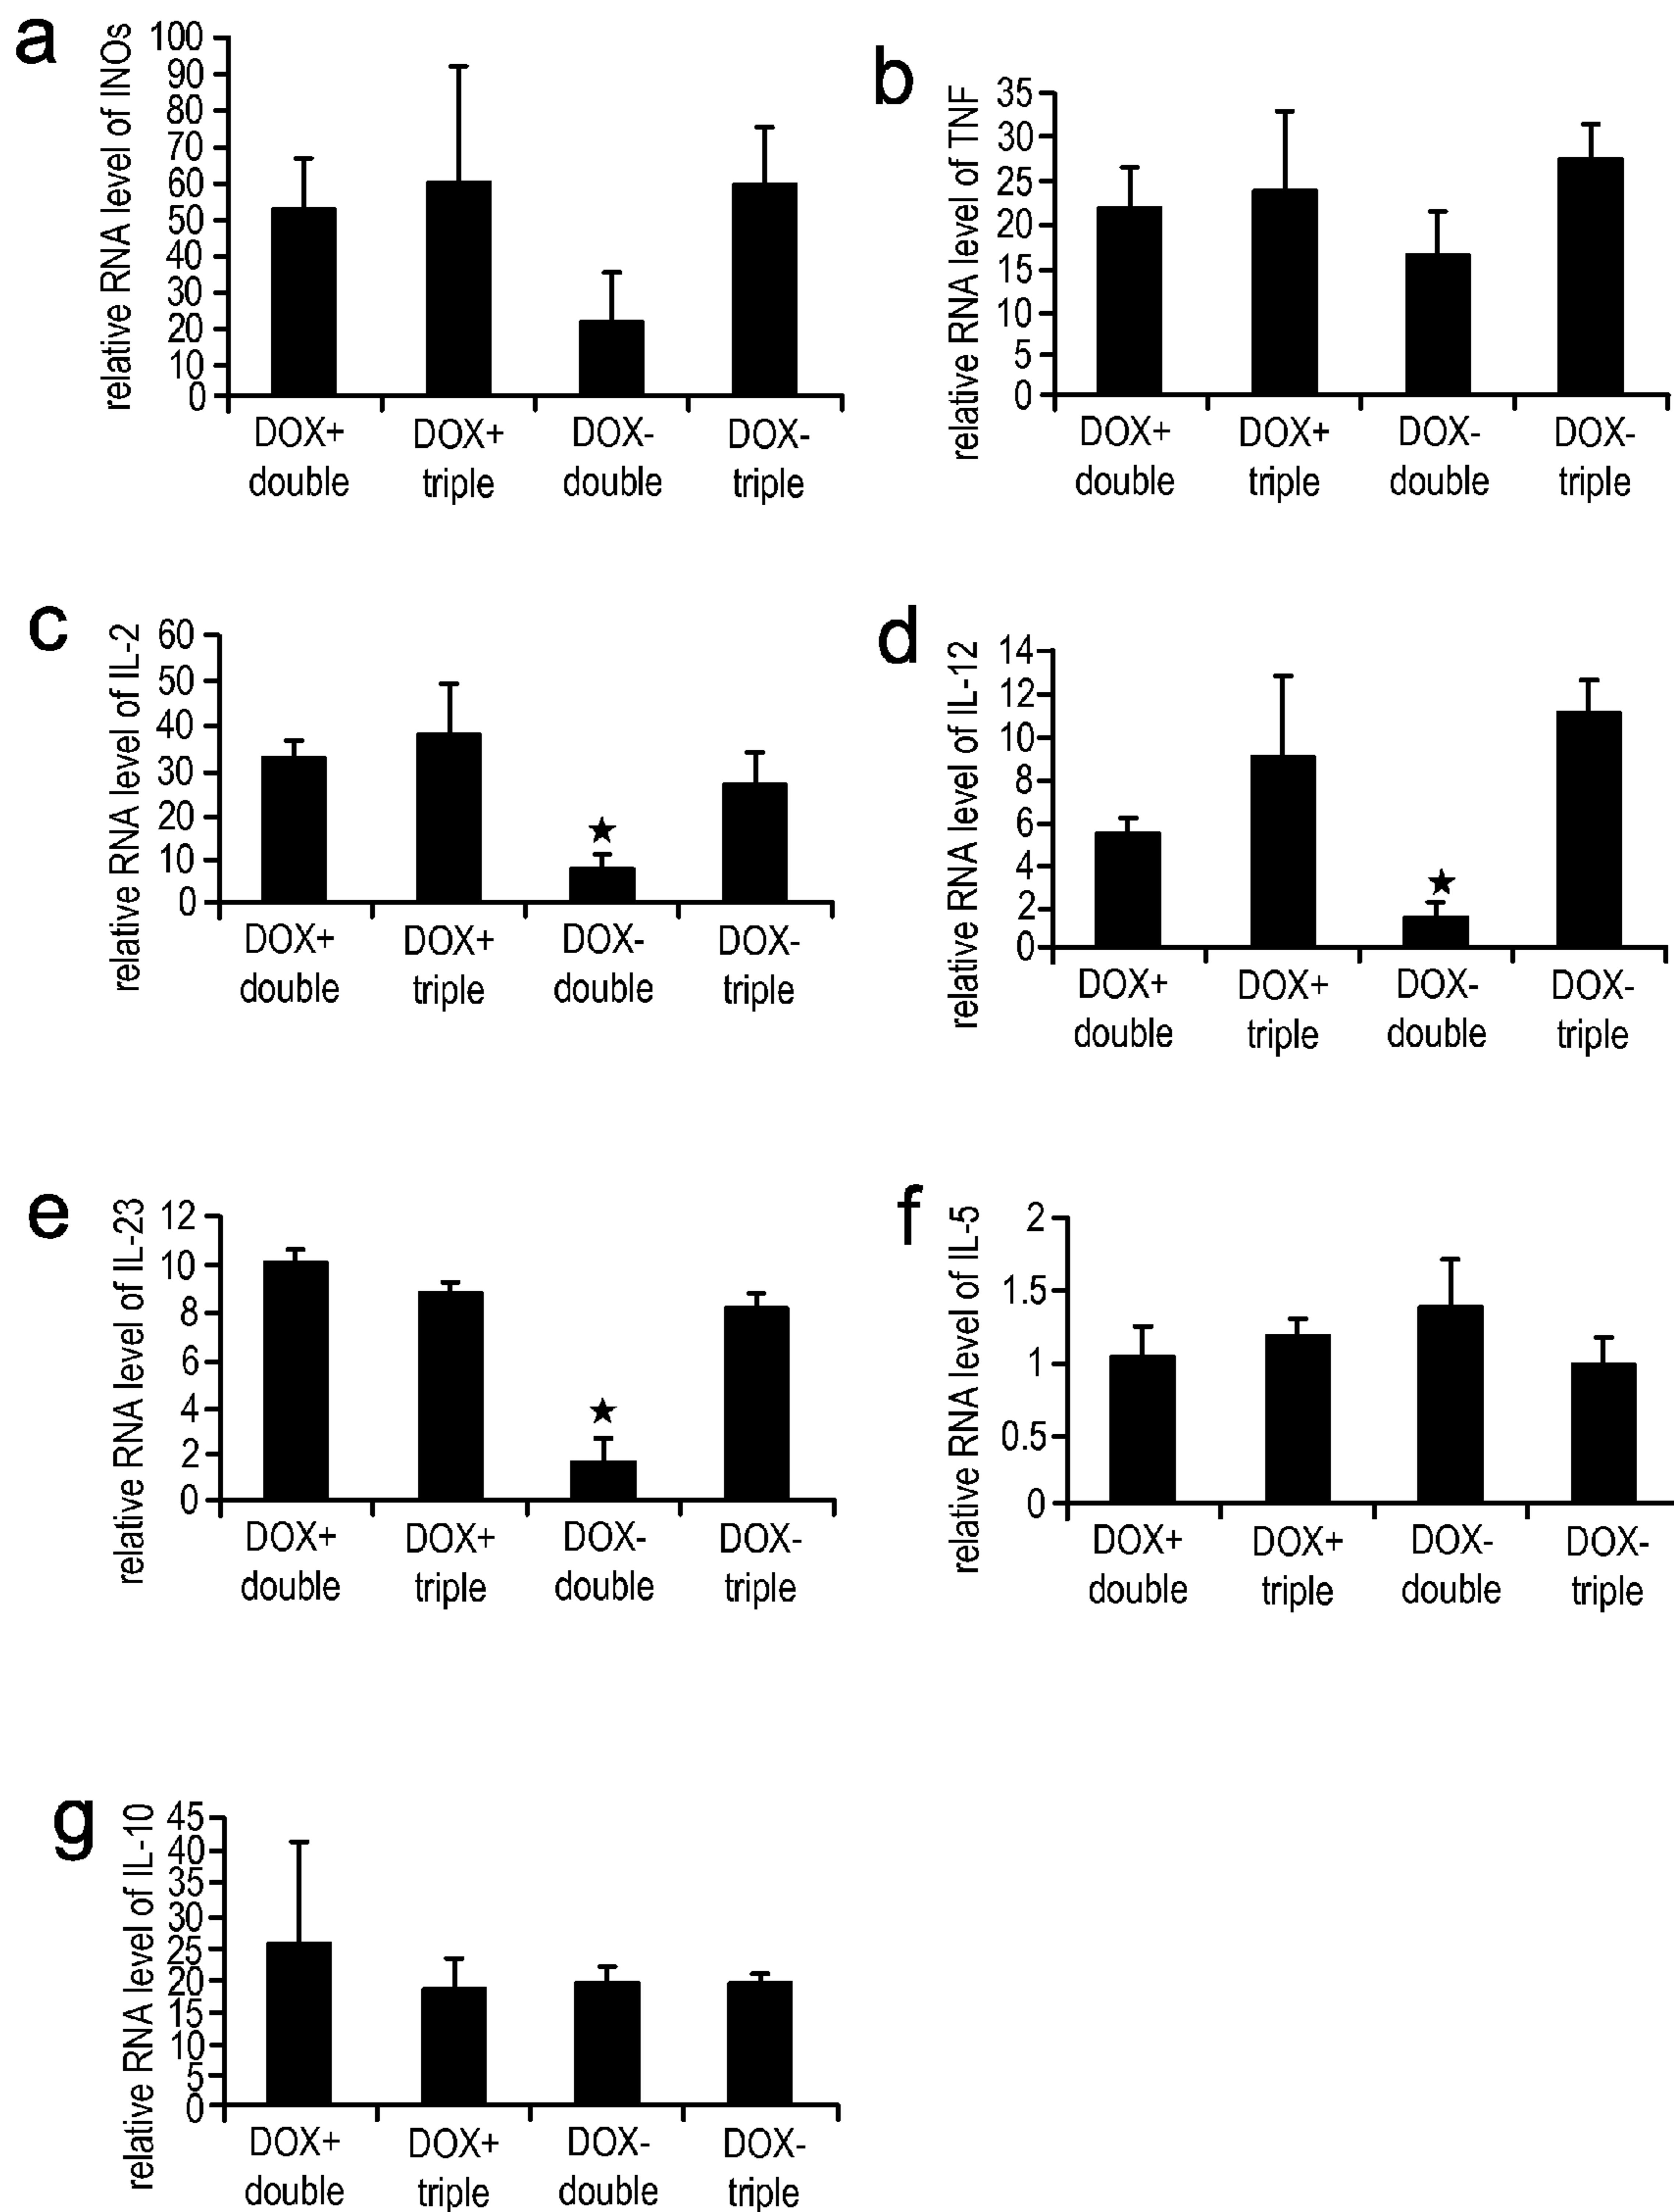 a
relative RNA level of INOs
100
90
80
70
60
50
40
30
20
10
0
DOX+ DOX+ DOX- DOX-
double triple double triple
b
relative RNA level of TNF
35
30
25
20
15
10
5
0
DOX+ DOX+ DOX- DOX-
double triple double triple
c
relative RNA level of IL-2
60
50
40
30
20
10
0
★
DOX+ DOX+ DOX- DOX-
double triple double triple
d
relative RNA level of IL-12
14
12
10
8
6
4
2
0
★
DOX+ DOX+ DOX- DOX-
double triple double triple
e
relative RNA level of IL-23
12
10
8
6
4
2
0
★
DOX+ DOX+ DOX- DOX-
double triple double triple
f
relative RNA level of IL-5
2
1.5
1
0.5
0
DOX+ DOX+ DOX- DOX-
double triple double triple
g
relative RNA level of IL-10
45
40
35
30
25
20
15
10
5
0
DOX+ DOX+ DOX- DOX-
double triple double triple